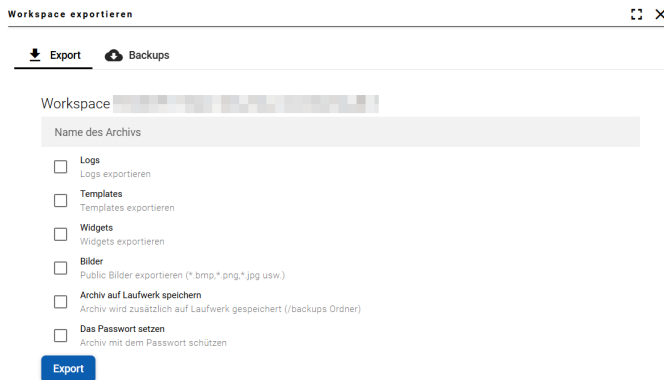 Workspace exportieren
Export
Backups
Workspace
Name des Archivs
Logs
Logs exportieren
Templates
Templates exportieren
Widgets
Widgets exportieren
Bilder
Public Bilder exportieren (*.bmp,*.png,*.jpg usw.)
Archiv auf Laufwerk speichern
Archiv wird zusätzlich auf Laufwerk gespeichert (/backups Ordner)
Das Passwort setzen
Archiv mit dem Passwort schützen
Export